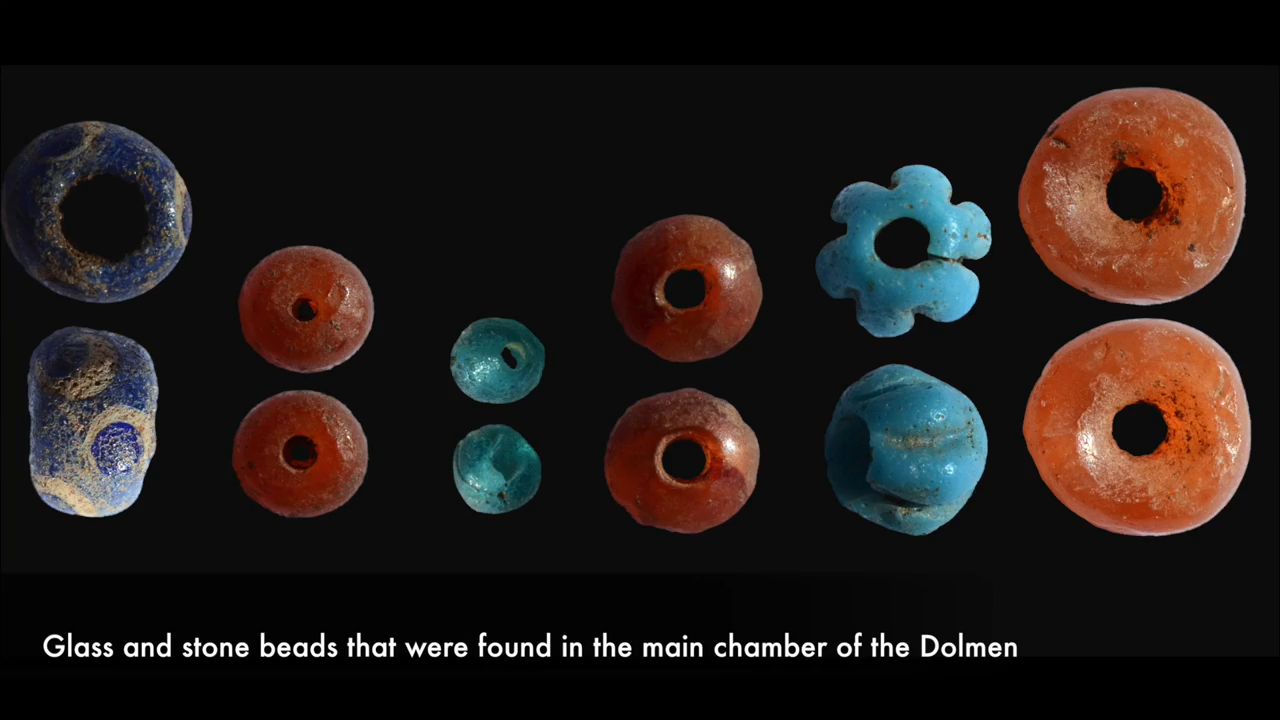 Glass and stone beads that were found in the main chamber of the Dolmen